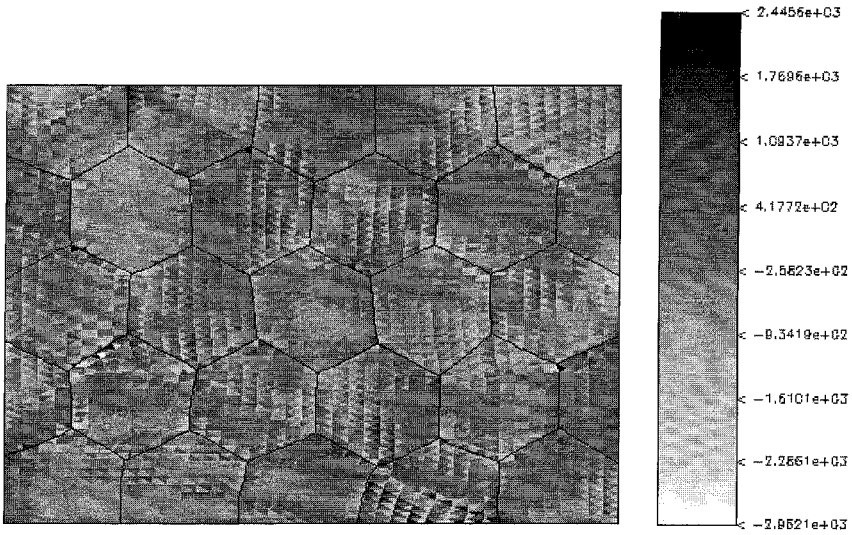 < 2.4456e+03
< 1.7696e+03
< 1.0937e+03
< 4.1772e+02
< -2.5823e+02
< -9.3419e+02
< -1.6101e+03
< -2.2861e+03
< -2.9621e+03